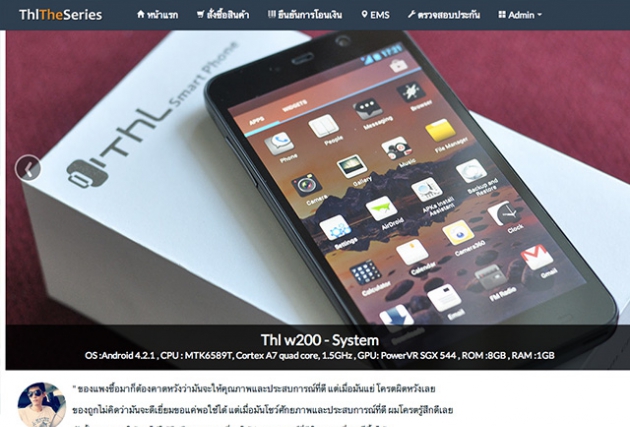 ThlTheSeries หน้าแรก สั่งซื้อสินค้า ยืนยันการโอนเงิน EMS ตรวจสอบประกัน Admin
ThL
Smart Phone
17:21
APPS WIDGETS
Phone People Messaging Browser
Camera Gallery Music File Manager
Settings AirDroid APKs Install Assistant Backup and Restore
Calculator Calendar Camera360 Clock
Email FM Radio Gmail
Thl w200 - System
OS :Android 4.2.1 , CPU : MTK6589T, Cortex A7 quad core, 1.5GHz , GPU: PowerVR SGX 544 , ROM :8GB , RAM :1GB
" ของแพงซื้อมาก็ต้องคาดหวังว่ามันจะให้คุณภาพและประสบการณ์ที่ดี แต่เมื่อมันแย่ โครตผิดหวังเลย
ของถูกไม่คิดว่ามันจะดีเยี่ยมขอแค่พอใช้ได้ แต่เมื่อมันโชว์ศักยภาพและประสบการณ์ที่ดี ผมโครตรู้สึกดีเลย